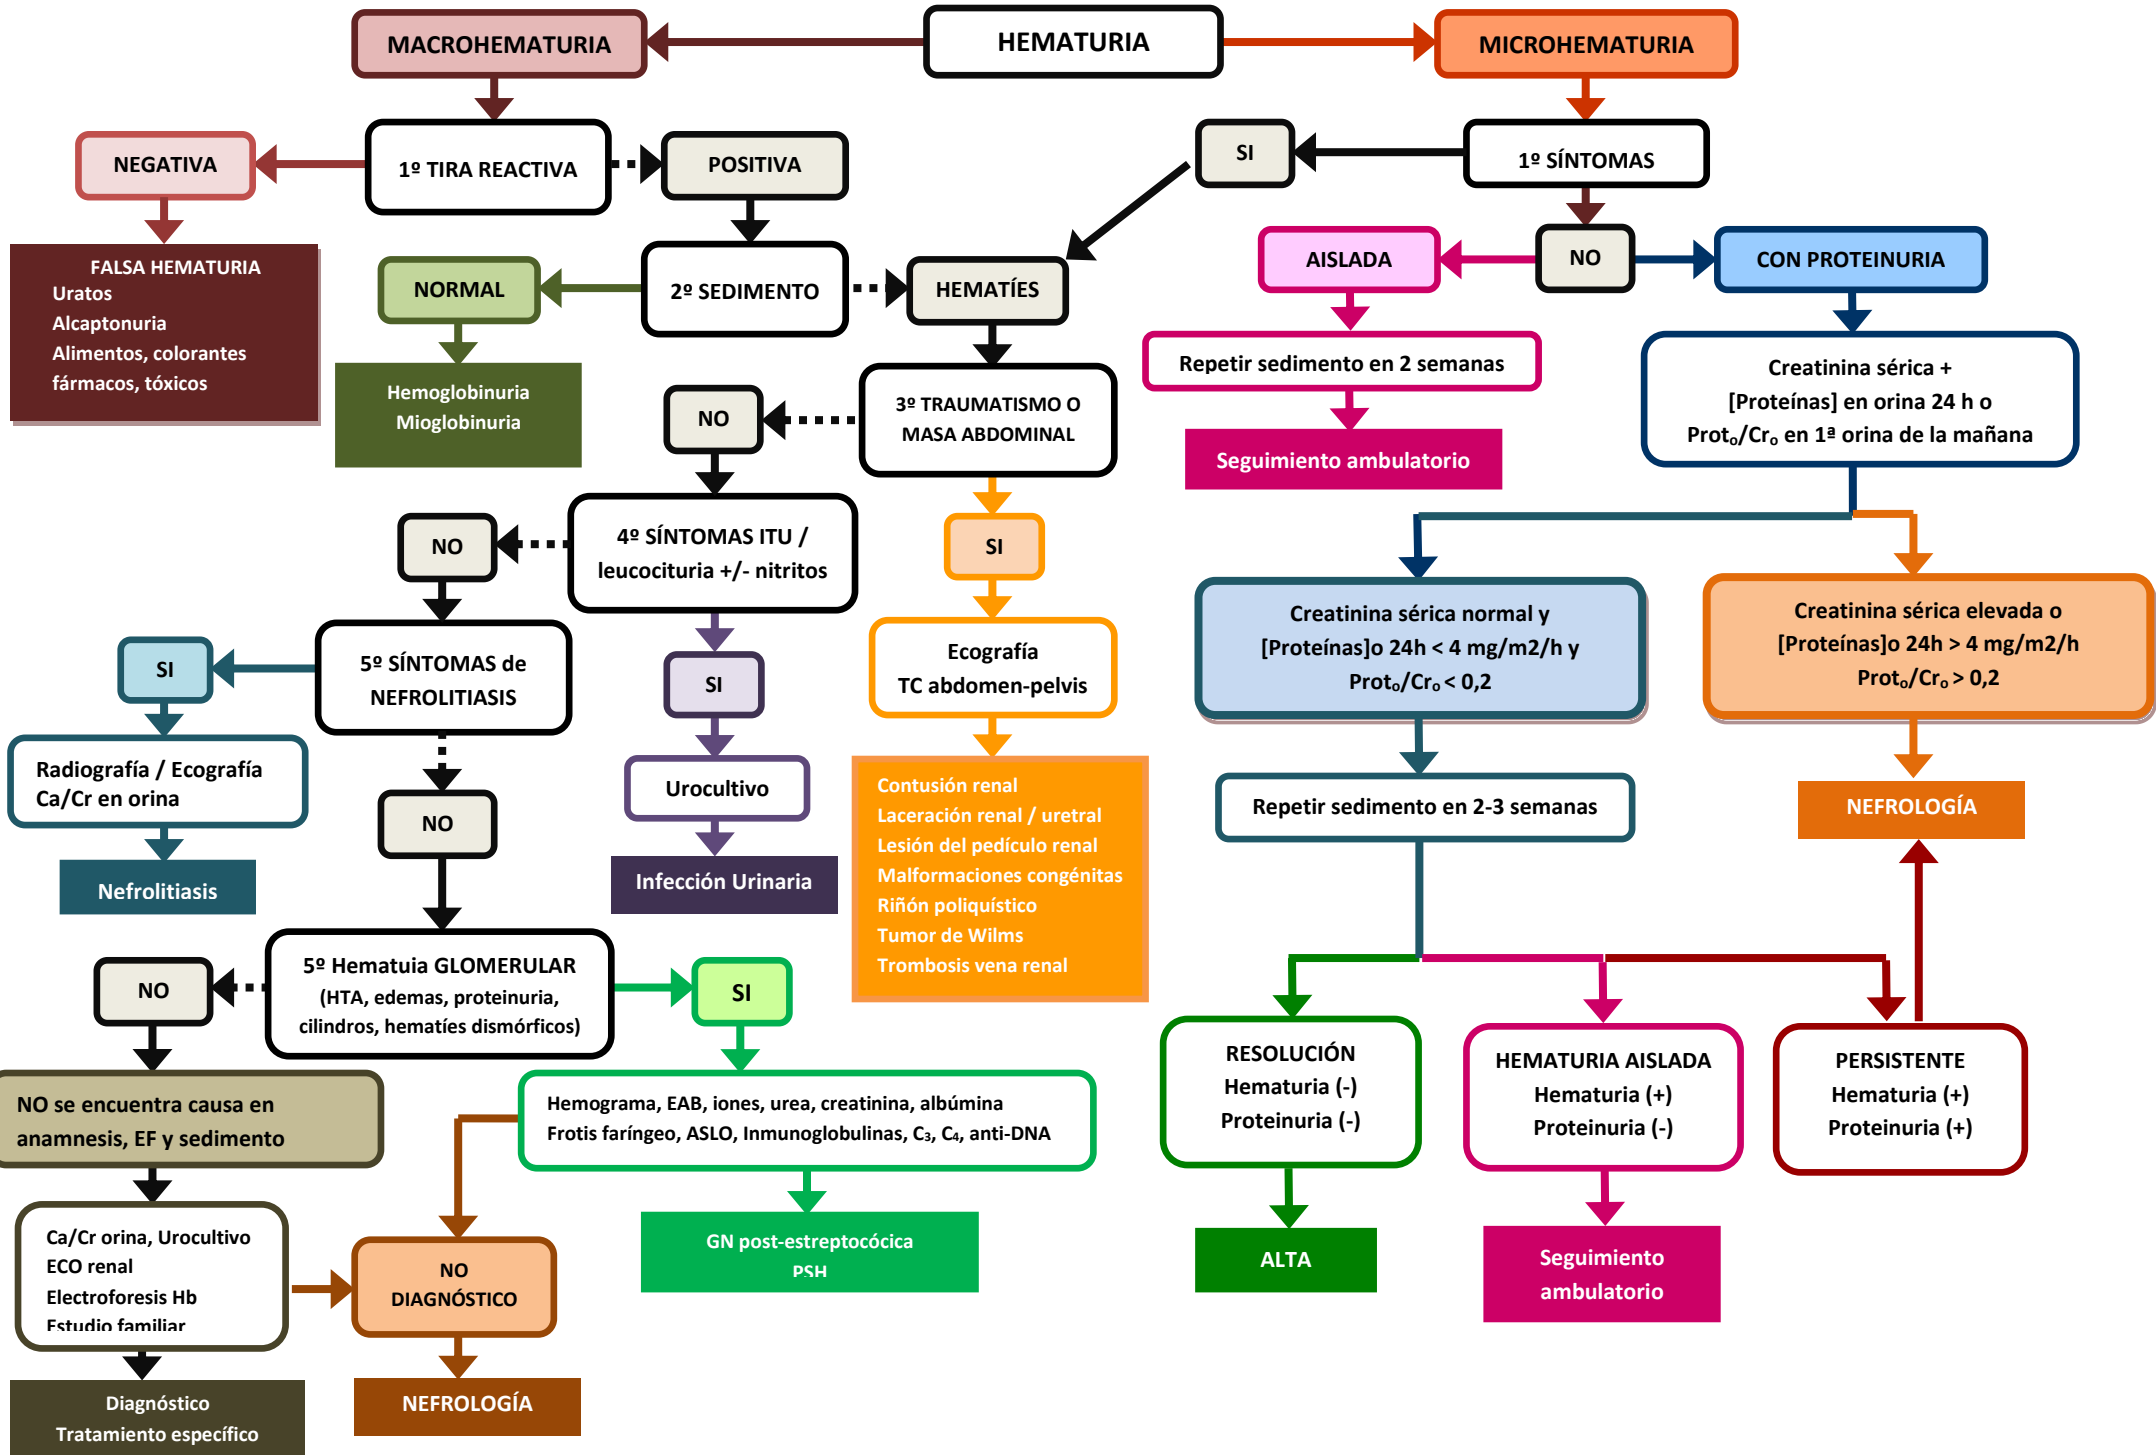 HEMATURIA
MACROHEMATURIA
MICROHEMATURIA
1º TIRA REACTIVA
NEGATIVA
POSITIVA
FALSA HEMATURIA
Uratos
Alcaptonuria
Alimentos, colorantes
fármacos, tóxicos
2º SEDIMENTO
NORMAL
HEMATÍES
Hemoglobinuria
Mioglobinuria
3º TRAUMATISMO O
MASA ABDOMINAL
NO
SI
Ecografía
TC abdomen-pelvis
Contusión renal
Laceración renal / uretral
Lesión del pedículo renal
Malformaciones congénitas
Riñón poliquístico
Tumor de Wilms
Trombosis vena renal
4º SÍNTOMAS ITU /
leucocituria +/- nitritos
NO
SI
Urocultivo
Infección Urinaria
5º SÍNTOMAS de
NEFROLITIASIS
SI
Radiografía / Ecografía
Ca/Cr en orina
Nefrolitiasis
NO
5º Hematuia GLOMERULAR
(HTA, edemas, proteinuria,
cilindros, hematíes dismórficos)
NO
SI
NO se encuentra causa en
anamnesis, EF y sedimento
Hemograma, EAB, iones, urea, creatinina, albúmina
Frotis faríngeo, ASLO, Inmunoglobulinas, C₃, C₄, anti-DNA
Ca/Cr orina, Urocultivo
ECO renal
Electroforesis Hb
Estudio familiar
NO
DIAGNÓSTICO
GN post-estreptocócica
PSH
Diagnóstico
Tratamiento específico
NEFROLOGÍA
1º SÍNTOMAS
SI
NO
AISLADA
CON PROTEINURIA
Repetir sedimento en 2 semanas
Seguimiento ambulatorio
Creatinina sérica +
[Proteínas] en orina 24 h o
Protₒ/Crₒ en 1ª orina de la mañana
Creatinina sérica normal y
[Proteínas]o 24h < 4 mg/m2/h y
Protₒ/Crₒ < 0,2
Creatinina sérica elevada o
[Proteínas]o 24h > 4 mg/m2/h
Protₒ/Crₒ > 0,2
Repetir sedimento en 2-3 semanas
NEFROLOGÍA
RESOLUCIÓN
Hematuria (-)
Proteinuria (-)
HEMATURIA AISLADA
Hematuria (+)
Proteinuria (-)
PERSISTENTE
Hematuria (+)
Proteinuria (+)
ALTA
Seguimiento
ambulatorio